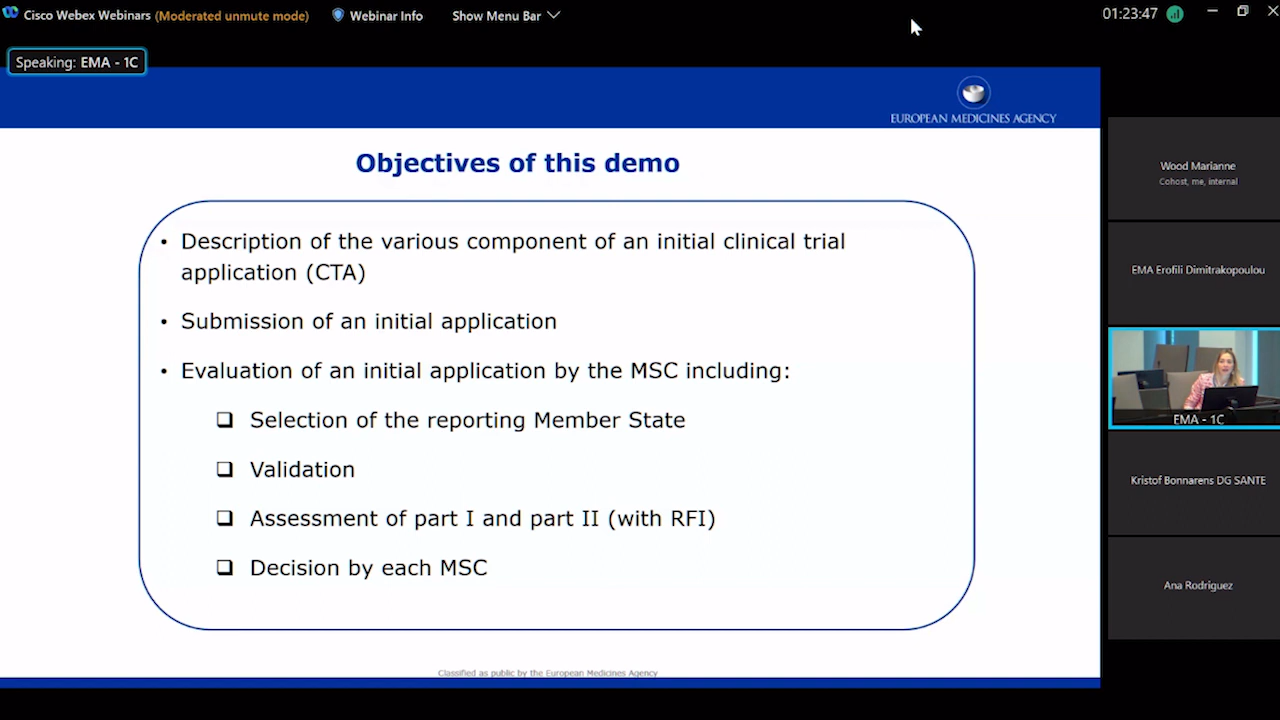 Cisco Webex Webinars (Moderated unmute mode) Webinar Info Show Menu Bar 01:23:47
Speaking: EMA - 1C
EUROPEAN MEDICINES AGENCY
Objectives of this demo
• Description of the various component of an initial clinical trial
application (CTA)
• Submission of an initial application
• Evaluation of an initial application by the MSC including:
❑ Selection of the reporting Member State
❑ Validation
❑ Assessment of part I and part II (with RFI)
❑ Decision by each MSC
Classified as public by the European Medicines Agency
Wood Marianne
Cohost, me, internal
EMA Erofili Dimitrakopoulou
EMA - 1C
Kristof Bonnarens DG SANTE
Ana Rodriguez